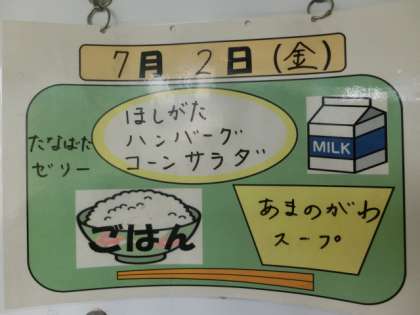 7月 2日(金)
ほしがた
ハンバーグ
コーンサラダ
たなばた
ゼリー
MILK
ごはん
あまのがわ
スープ